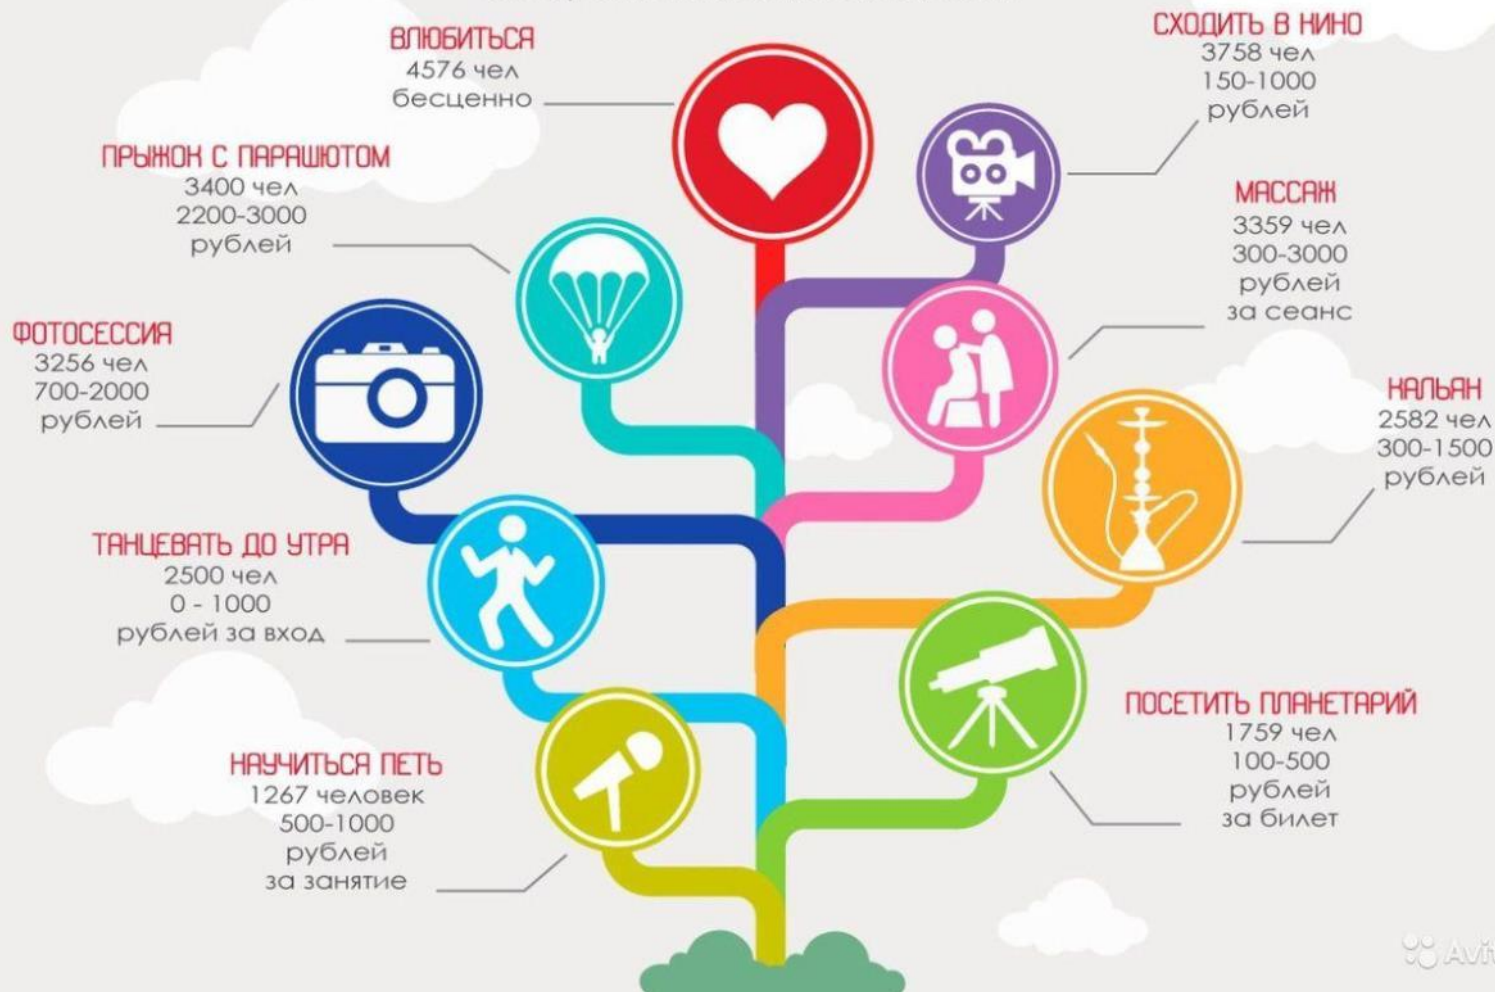 ВЛЮБИТЬСЯ
4576 чел
бесценно
СХОДИТЬ В КИНО
3758 чел
150-1000
рублей
ПРЫЖОК С ПАРАШЮТОМ
3400 чел
2200-3000
рублей
МАССАЖ
3359 чел
300-3000
рублей
за сеанс
ФОТОСЕССИЯ
3256 чел
700-2000
рублей
КАЛЬЯН
2582 чел
300-1500
рублей
ТАНЦЕВАТЬ ДО УТРА
2500 чел
0 - 1000
рублей за вход
ПОСЕТИТЬ ПЛАНЕТАРИЙ
1759 чел
100-500
рублей
за билет
НАУЧИТЬСЯ ПЕТЬ
1267 человек
500-1000
рублей
за занятие